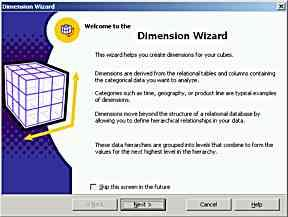 Dimension Wizard
Welcome to the
Dimension Wizard
This wizard helps you create dimensions for your cubes.
Dimensions are derived from the relational tables and columns containing
the categorical data you want to analyze.
Categories such as time, geography, or product line are typical examples
of dimensions.
Dimensions move beyond the structure of a relational database by
allowing you to define hierarchical relationships in your data.
These data hierarchies are grouped into levels that combine to form the
values for the next highest level in the hierarchy.
Skip this screen in the future
< Back Next > Cancel Help